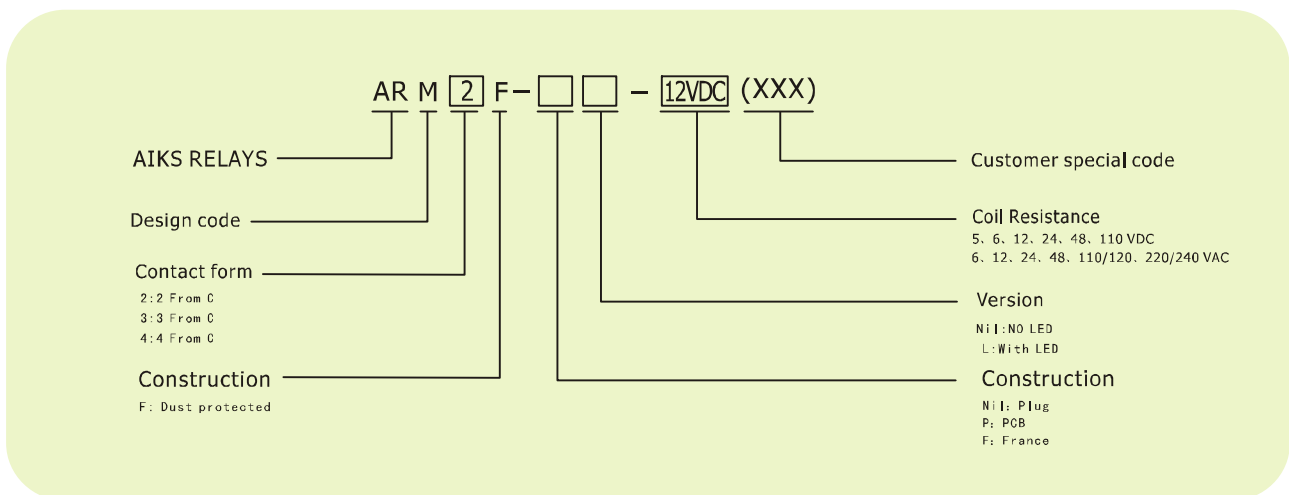 AR M 2 F- - 12VDC (XXX)
AIKS RELAYS
Design code
Contact form
2:2 From C
3:3 From C
4:4 From C
Construction
F: Dust protected
Customer special code
Coil Resistance
5、6、12、24、48、110 VDC
6、12、24、48、110/120、220/240 VAC
Version
Nil:NO LED
L:With LED
Construction
Nil: Plug
P: PCB
F: France